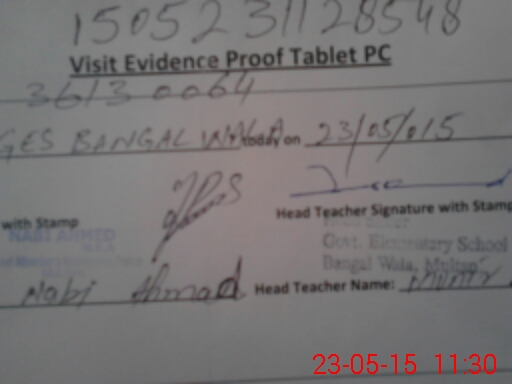 15052311128548
Visit Evidence Proof Tablet PC
36130064
GES BANGAL WALA today on 23/05/015
with Stamp
Head Teacher Signature with Stamp
NABI AHMED
Govt. Elementary School
Bangal Wala, Multan
Nabi Ahmad Head Teacher Name:
23-05-15 11:30